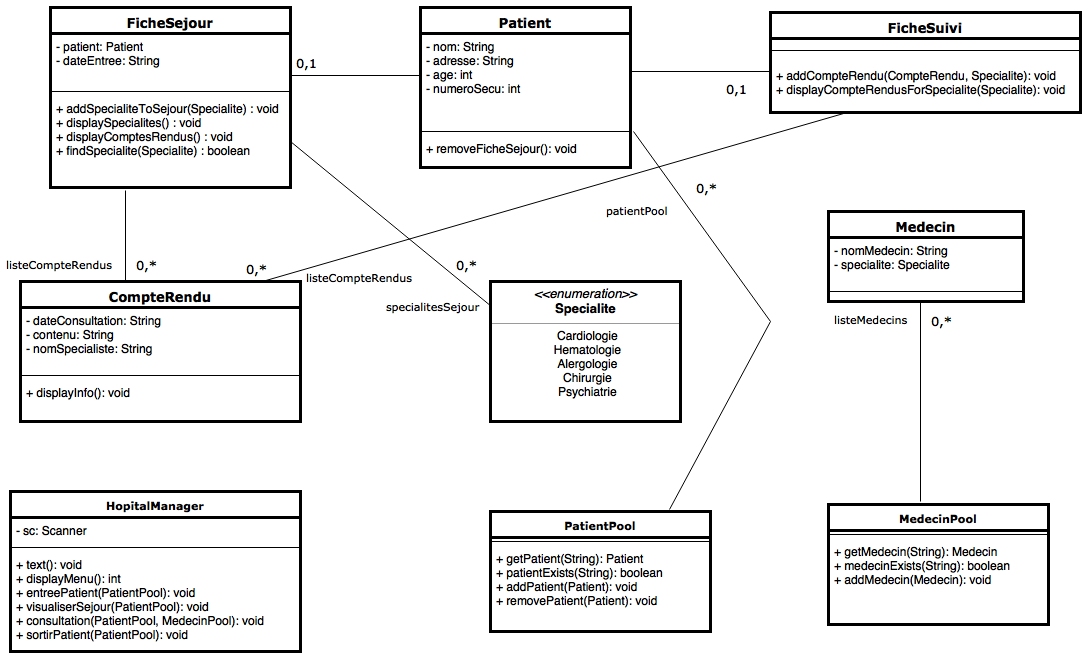 FicheSejour
- patient: Patient
- dateEntree: String
+ addSpecialiteToSejour(Specialite) : void
+ displaySpecialites() : void
+ displayComptesRendus() : void
+ findSpecialite(Specialite) : boolean
0,1
Patient
- nom: String
- adresse: String
- age: int
- numeroSecu: int
+ removeFicheSejour(): void
0,1
FicheSuivi
+ addCompteRendu(CompteRendu, Specialite): void
+ displayCompteRendusForSpecialite(Specialite): void
0,*
patientPool
listeCompteRendus
0,*
0,*
listeCompteRendus
0,*
specialitesSejour
CompteRendu
- dateConsultation: String
- contenu: String
- nomSpecialiste: String
+ displayInfo(): void
<<enumeration>>
Specialite
Cardiologie
Hematologie
Alergologie
Chirurgie
Psychiatrie
Medecin
- nomMedecin: String
- specialite: Specialite
listeMedecins
0,*
HopitalManager
- sc: Scanner
+ text(): void
+ displayMenu(): int
+ entreePatient(PatientPool): void
+ visualiserSejour(PatientPool): void
+ consultation(PatientPool, MedecinPool): void
+ sortirPatient(PatientPool): void
PatientPool
+ getPatient(String): Patient
+ patientExists(String): boolean
+ addPatient(Patient): void
+ removePatient(Patient): void
MedecinPool
+ getMedecin(String): Medecin
+ medecinExists(String): boolean
+ addMedecin(Medecin): void